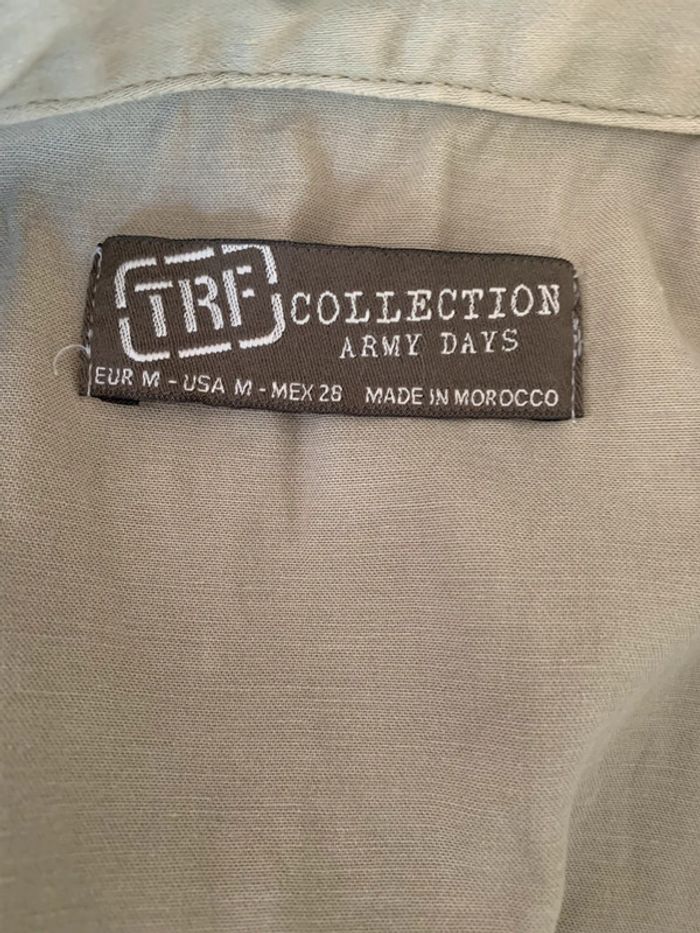 TRF COLLECTION
ARMY DAYS
EUR M - USA M - MEX 28 MADE IN MOROCCO